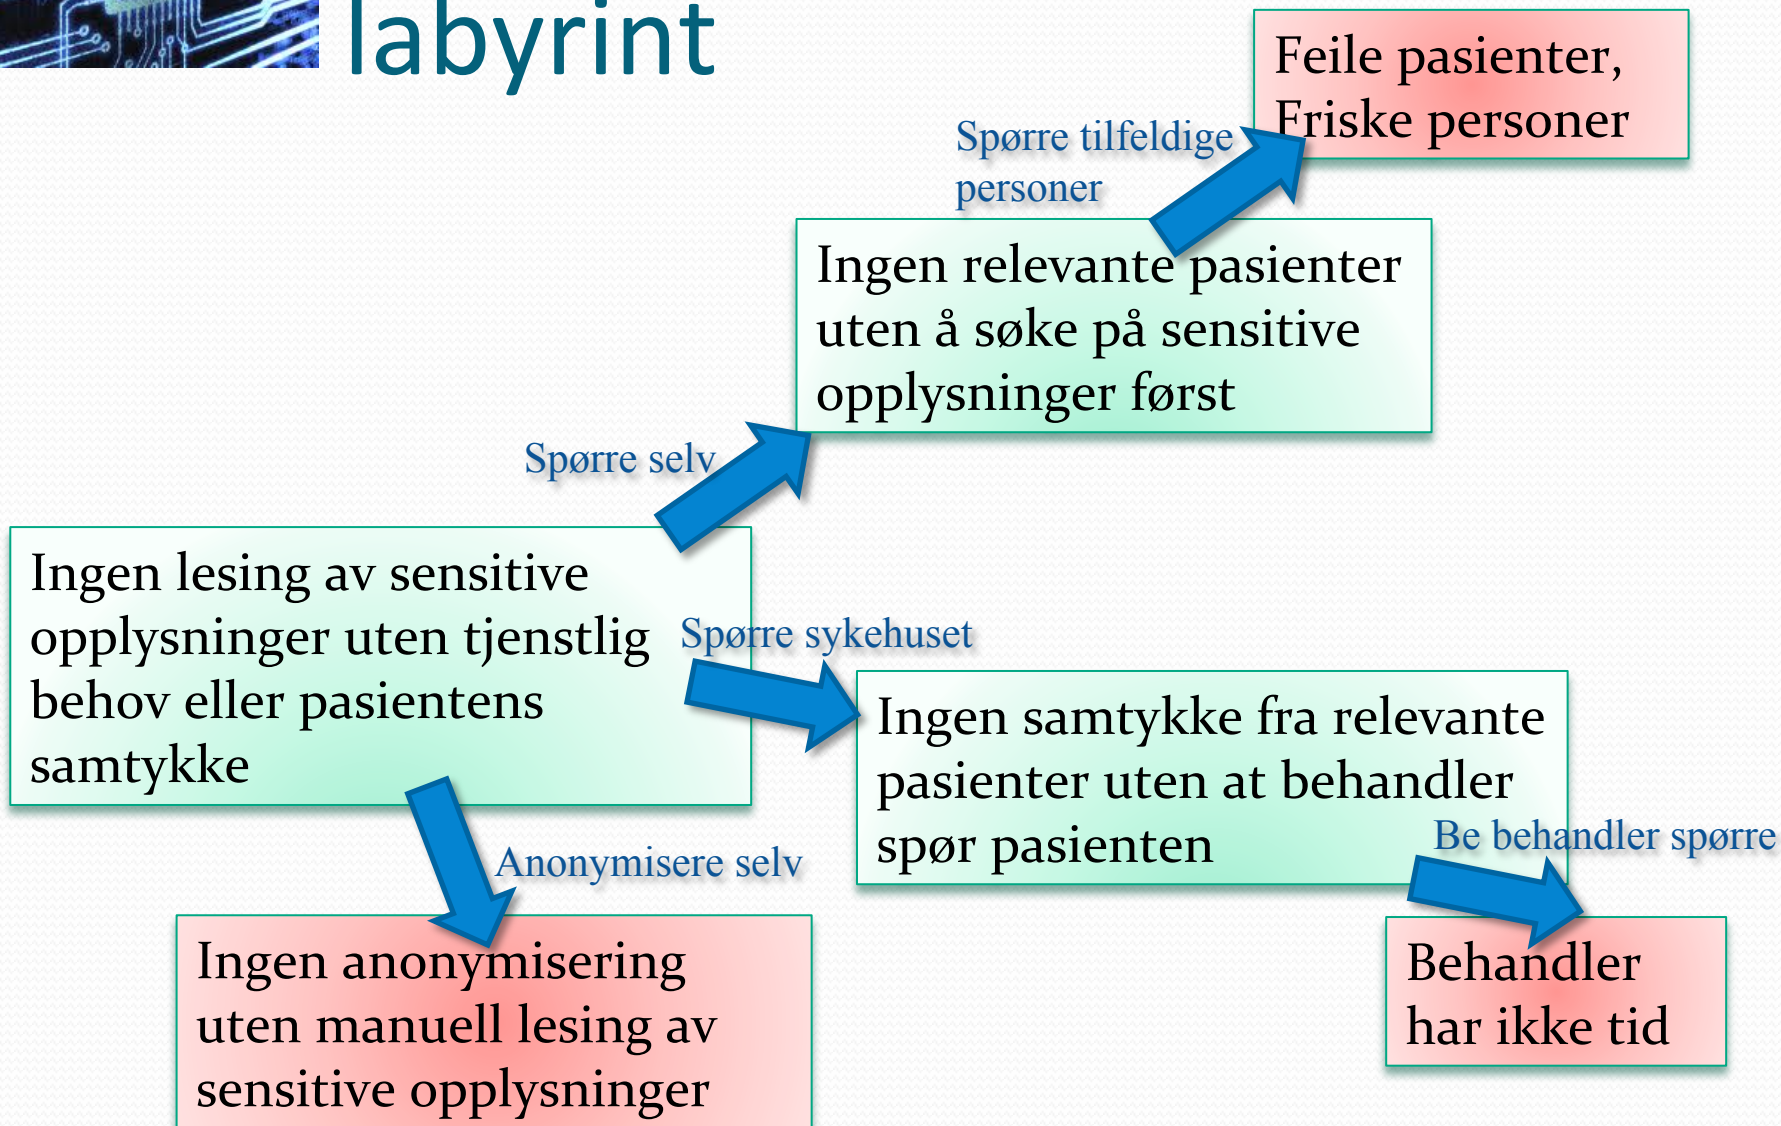 labyrint
Feile pasienter,
Friske personer
Spørre tilfeldige
personer
Ingen relevante pasienter
uten å søke på sensitive
opplysninger først
Spørre selv
Ingen lesing av sensitive
opplysninger uten tjenstlig
behov eller pasientens
samtykke
Spørre sykehuset
Ingen samtykke fra relevante
pasienter uten at behandler
spør pasienten
Be behandler spørre
Anonymisere selv
Ingen anonymisering
uten manuell lesing av
sensitive opplysninger
Behandler
har ikke tid